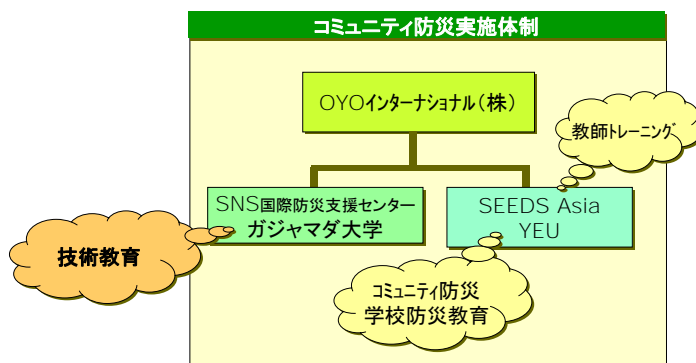 コミュニティ防災実施体制
OYOインターナショナル(株)
教師トレーニング
SNS国際防災支援センター
ガジャマダ大学
SEEDS Asia
YEU
技術教育
コミュニティ防災
学校防災教育